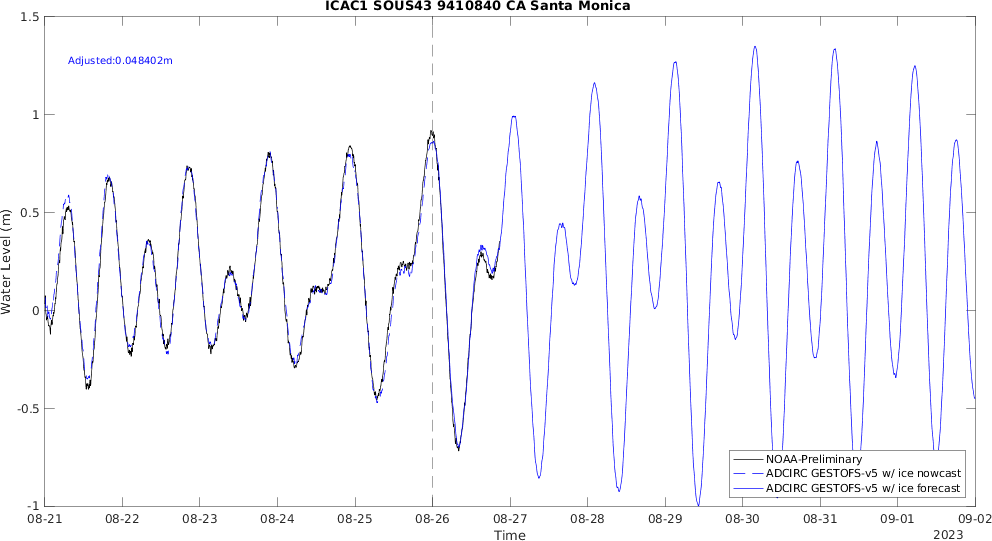 ICAC1 SOUS43 9410840 CA Santa Monica
1.5
Adjusted:0.048402m
1
0.5
0
-0.5
-1
Water Level (m)
NOAA-Preliminary
ADCIRC GESTOFS-v5 w/ ice nowcast
ADCIRC GESTOFS-v5 w/ ice forecast
08-21 08-22 08-23 08-24 08-25 08-26 08-27 08-28 08-29 08-30 08-31 09-01 09-02
Time
2023